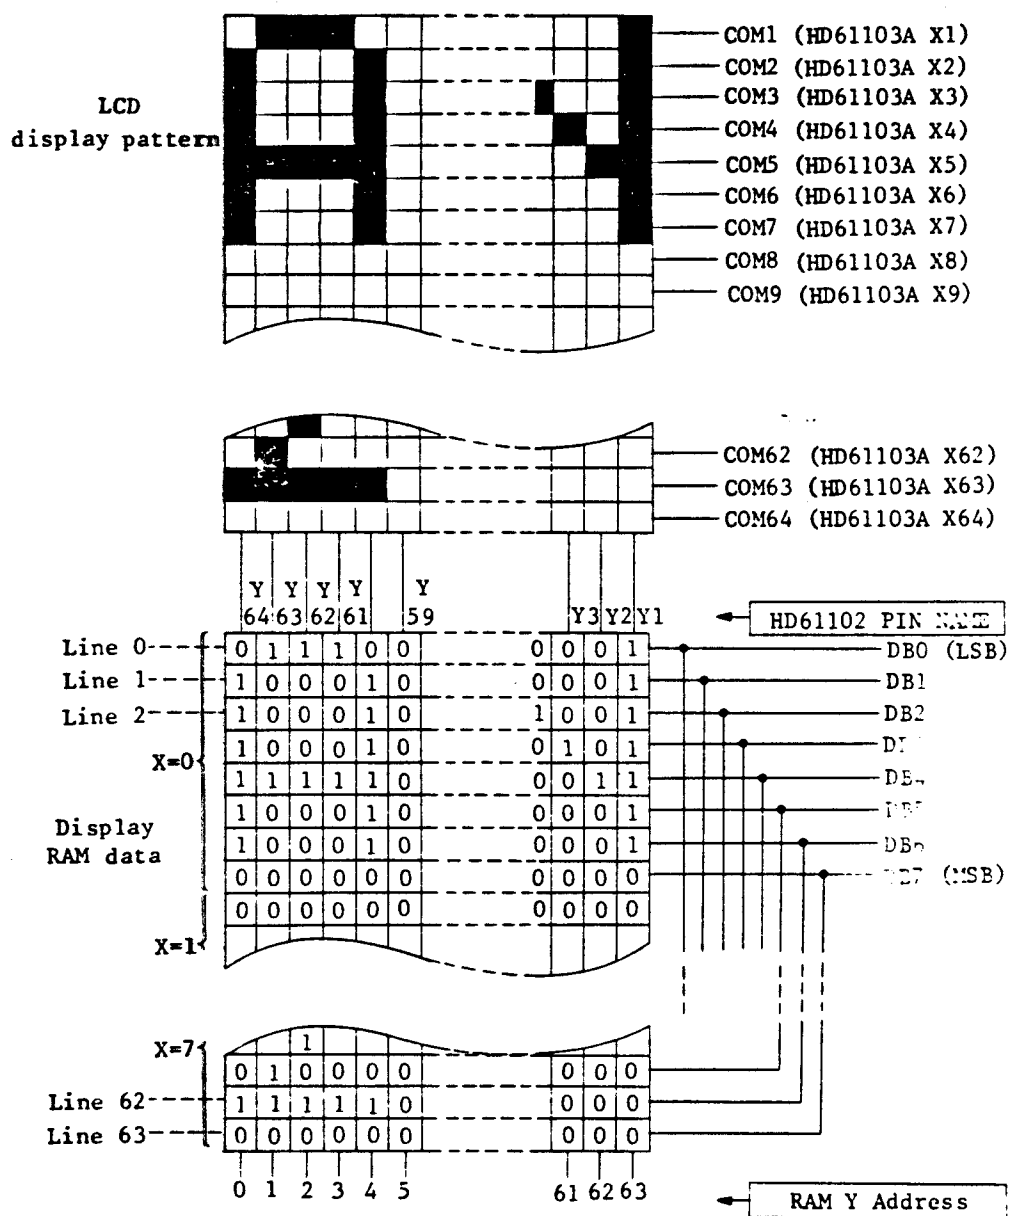 COM1 (HD61103A X1)
COM2 (HD61103A X2)
LCD
COM3 (HD61103A X3)
display pattern
COM4 (HD61103A X4)
COM5 (HD61103A X5)
COM6 (HD61103A X6)
COM7 (HD61103A X7)
COM8 (HD61103A X8)
COM9 (HD61103A X9)
COM62 (HD61103A X62)
COM63 (HD61103A X63)
COM64 (HD61103A X64)
Y Y Y Y Y
64 63 62 61 59 Y3 Y2 Y1
HD61102 PIN
Line 0 0 1 1 1 0 0 0 0 0 1 DB0 (LSB)
Line 1 1 0 0 0 1 0 0 0 0 1 DB1
Line 2 1 0 0 0 1 0 1 0 0 1 DB2
1 0 0 0 1 0 0 1 0 1
X=0
1 1 1 1 1 0 0 0 1 1
1 0 0 0 1 0 0 0 0 1
Display
1 0 0 0 1 0 0 0 0 1
RAM data
0 0 0 0 0 0 0 0 0 0 (MSB)
0 0 0 0 0 0 0 0 0 0
X=1
X=7 1
0 1 0 0 0 0 0 0 0
Line 62 1 1 1 1 1 0 0 0 0
Line 63 0 0 0 0 0 0 0 0 0
0 1 2 3 4 5 61 62 63
RAM Y Address